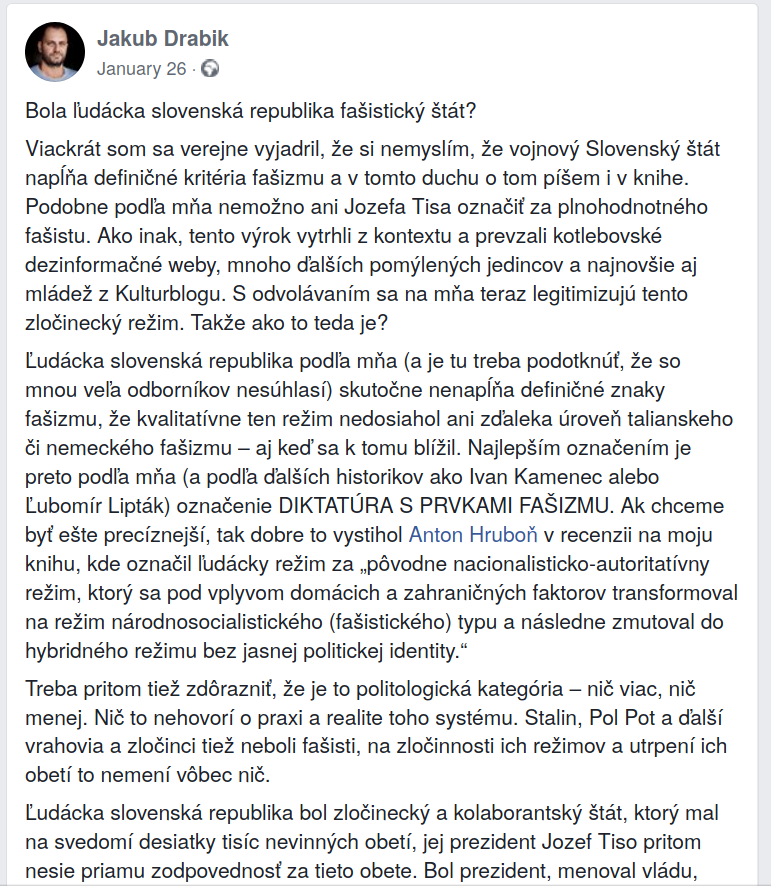 Jakub Drabik
January 26 ·
Bola ľudácka slovenská republika fašistický štát?
Viackrát som sa verejne vyjadril, že si nemyslím, že vojnový Slovenský štát
napĺňa definičné kritéria fašizmu a v tomto duchu o tom píšem i v knihe.
Podobne podľa mňa nemožno ani Jozefa Tisa označiť za plnohodnotného
fašistu. Ako inak, tento výrok vytrhli z kontextu a prevzali kotlebovské
dezinformačné weby, mnoho ďalších pomýlených jedincov a najnovšie aj
mládež z Kulturblogu. S odvolávaním sa na mňa teraz legitimizujú tento
zločinecký režim. Takže ako to teda je?
Ľudácka slovenská republika podľa mňa (a je tu treba podotknúť, že so
mnou veľa odborníkov nesúhlasí) skutočne nenapĺňa definičné znaky
fašizmu, že kvalitatívne ten režim nedosiahol ani zďaleka úroveň talianskeho
či nemeckého fašizmu – aj keď sa k tomu blížil. Najlepším označením je
preto podľa mňa (a podľa ďalších historikov ako Ivan Kamenec alebo
Ľubomír Lipták) označenie DIKTATÚRA S PRVKAMI FAŠIZMU. Ak chceme
byť ešte precíznejší, tak dobre to vystihol Anton Hruboň v recenzii na moju
knihu, kde označil ľudácky režim za „pôvodne nacionalisticko-autoritatívny
režim, ktorý sa pod vplyvom domácich a zahraničných faktorov transformoval
na režim národnosocialistického (fašistického) typu a následne zmutoval do
hybridného režimu bez jasnej politickej identity.“
Treba pritom tiež zdôrazniť, že je to politologická kategória – nič viac, nič
menej. Nič to nehovorí o praxi a realite toho systému. Stalin, Pol Pot a ďalší
vrahovia a zločinci tiež neboli fašisti, na zločinnosti ich režimov a utrpení ich
obetí to nemení vôbec nič.
Ľudácka slovenská republika bol zločinecký a kolaborantský štát, ktorý mal
na svedomí desiatky tisíc nevinných obetí, jej prezident Jozef Tiso pritom
nesie priamu zodpovednosť za tieto obete. Bol prezident, menoval vládu,